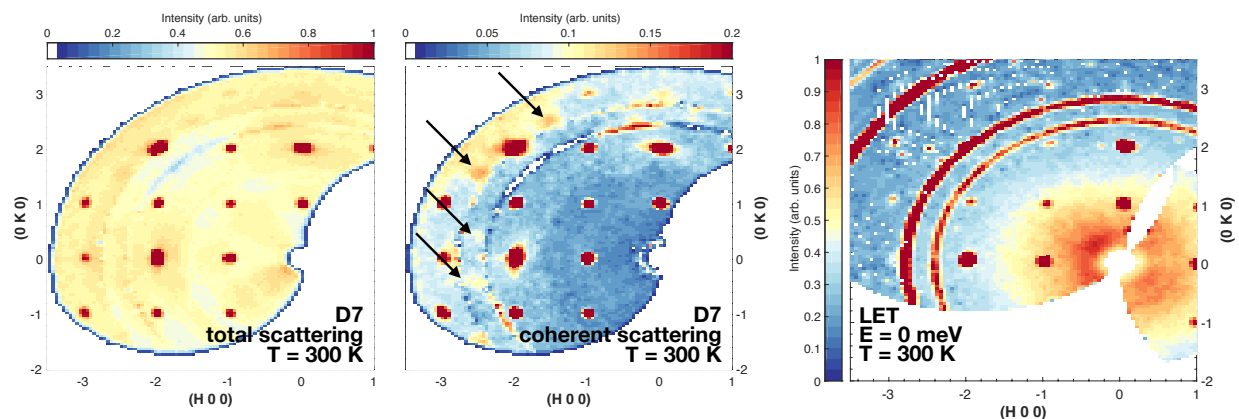 Intensity (arb. units)
0 0.2 0.4 0.6 0.8 1
3
2
1
0
-1
-2
(0 K 0)
D7
total scattering
T = 300 K
-3 -2 -1 0 1
(H 0 0)
Intensity (arb. units)
0 0.05 0.1 0.15 0.2
D7
coherent scattering
T = 300 K
3
2
1
0
-1
-2
(0 K 0)
-3 -2 -1 0 1
(H 0 0)
Intensity (arb. units)
1
0.9
0.8
0.7
0.6
0.5
0.4
0.3
0.2
0.1
0
LET
E = 0 meV
T = 300 K
3
2
1
0
-1
-2
(0 K 0)
-3 -2 -1 0 1
(H 0 0)